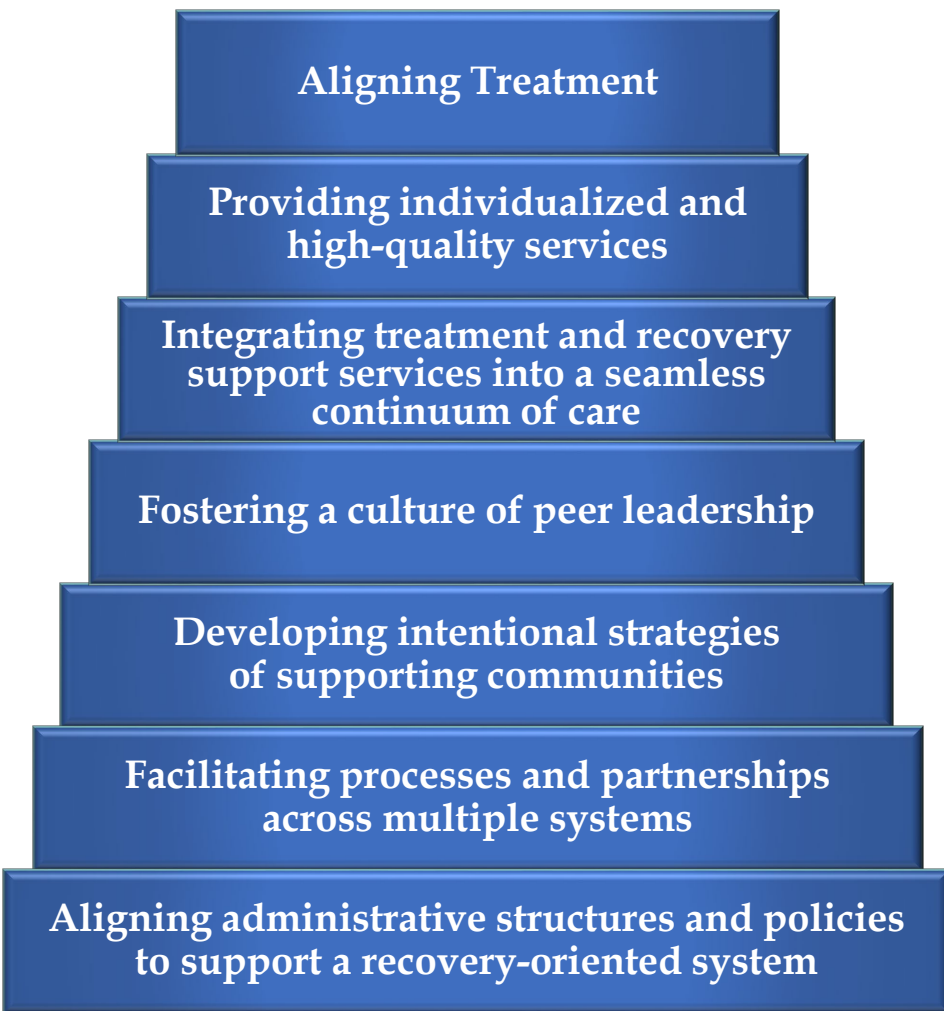 Aligning Treatment
Providing individualized and
high-quality services
Integrating treatment and recovery
support services into a seamless
continuum of care
Fostering a culture of peer leadership
Developing intentional strategies
of supporting communities
Facilitating processes and partnerships
across multiple systems
Aligning administrative structures and policies
to support a recovery-oriented system